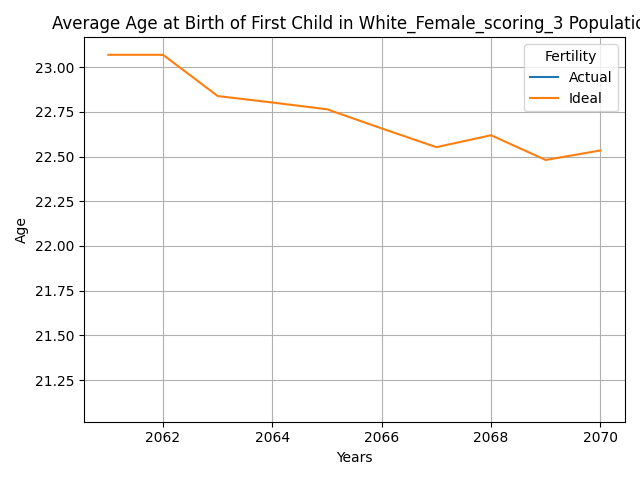 Average Age at Birth of First Child in White_Female_scoring_3 Populatio
Fertility
Actual
Ideal
Age
23.00
22.75
22.50
22.25
22.00
21.75
21.50
21.25
2062 2064 2066 2068 2070
Years